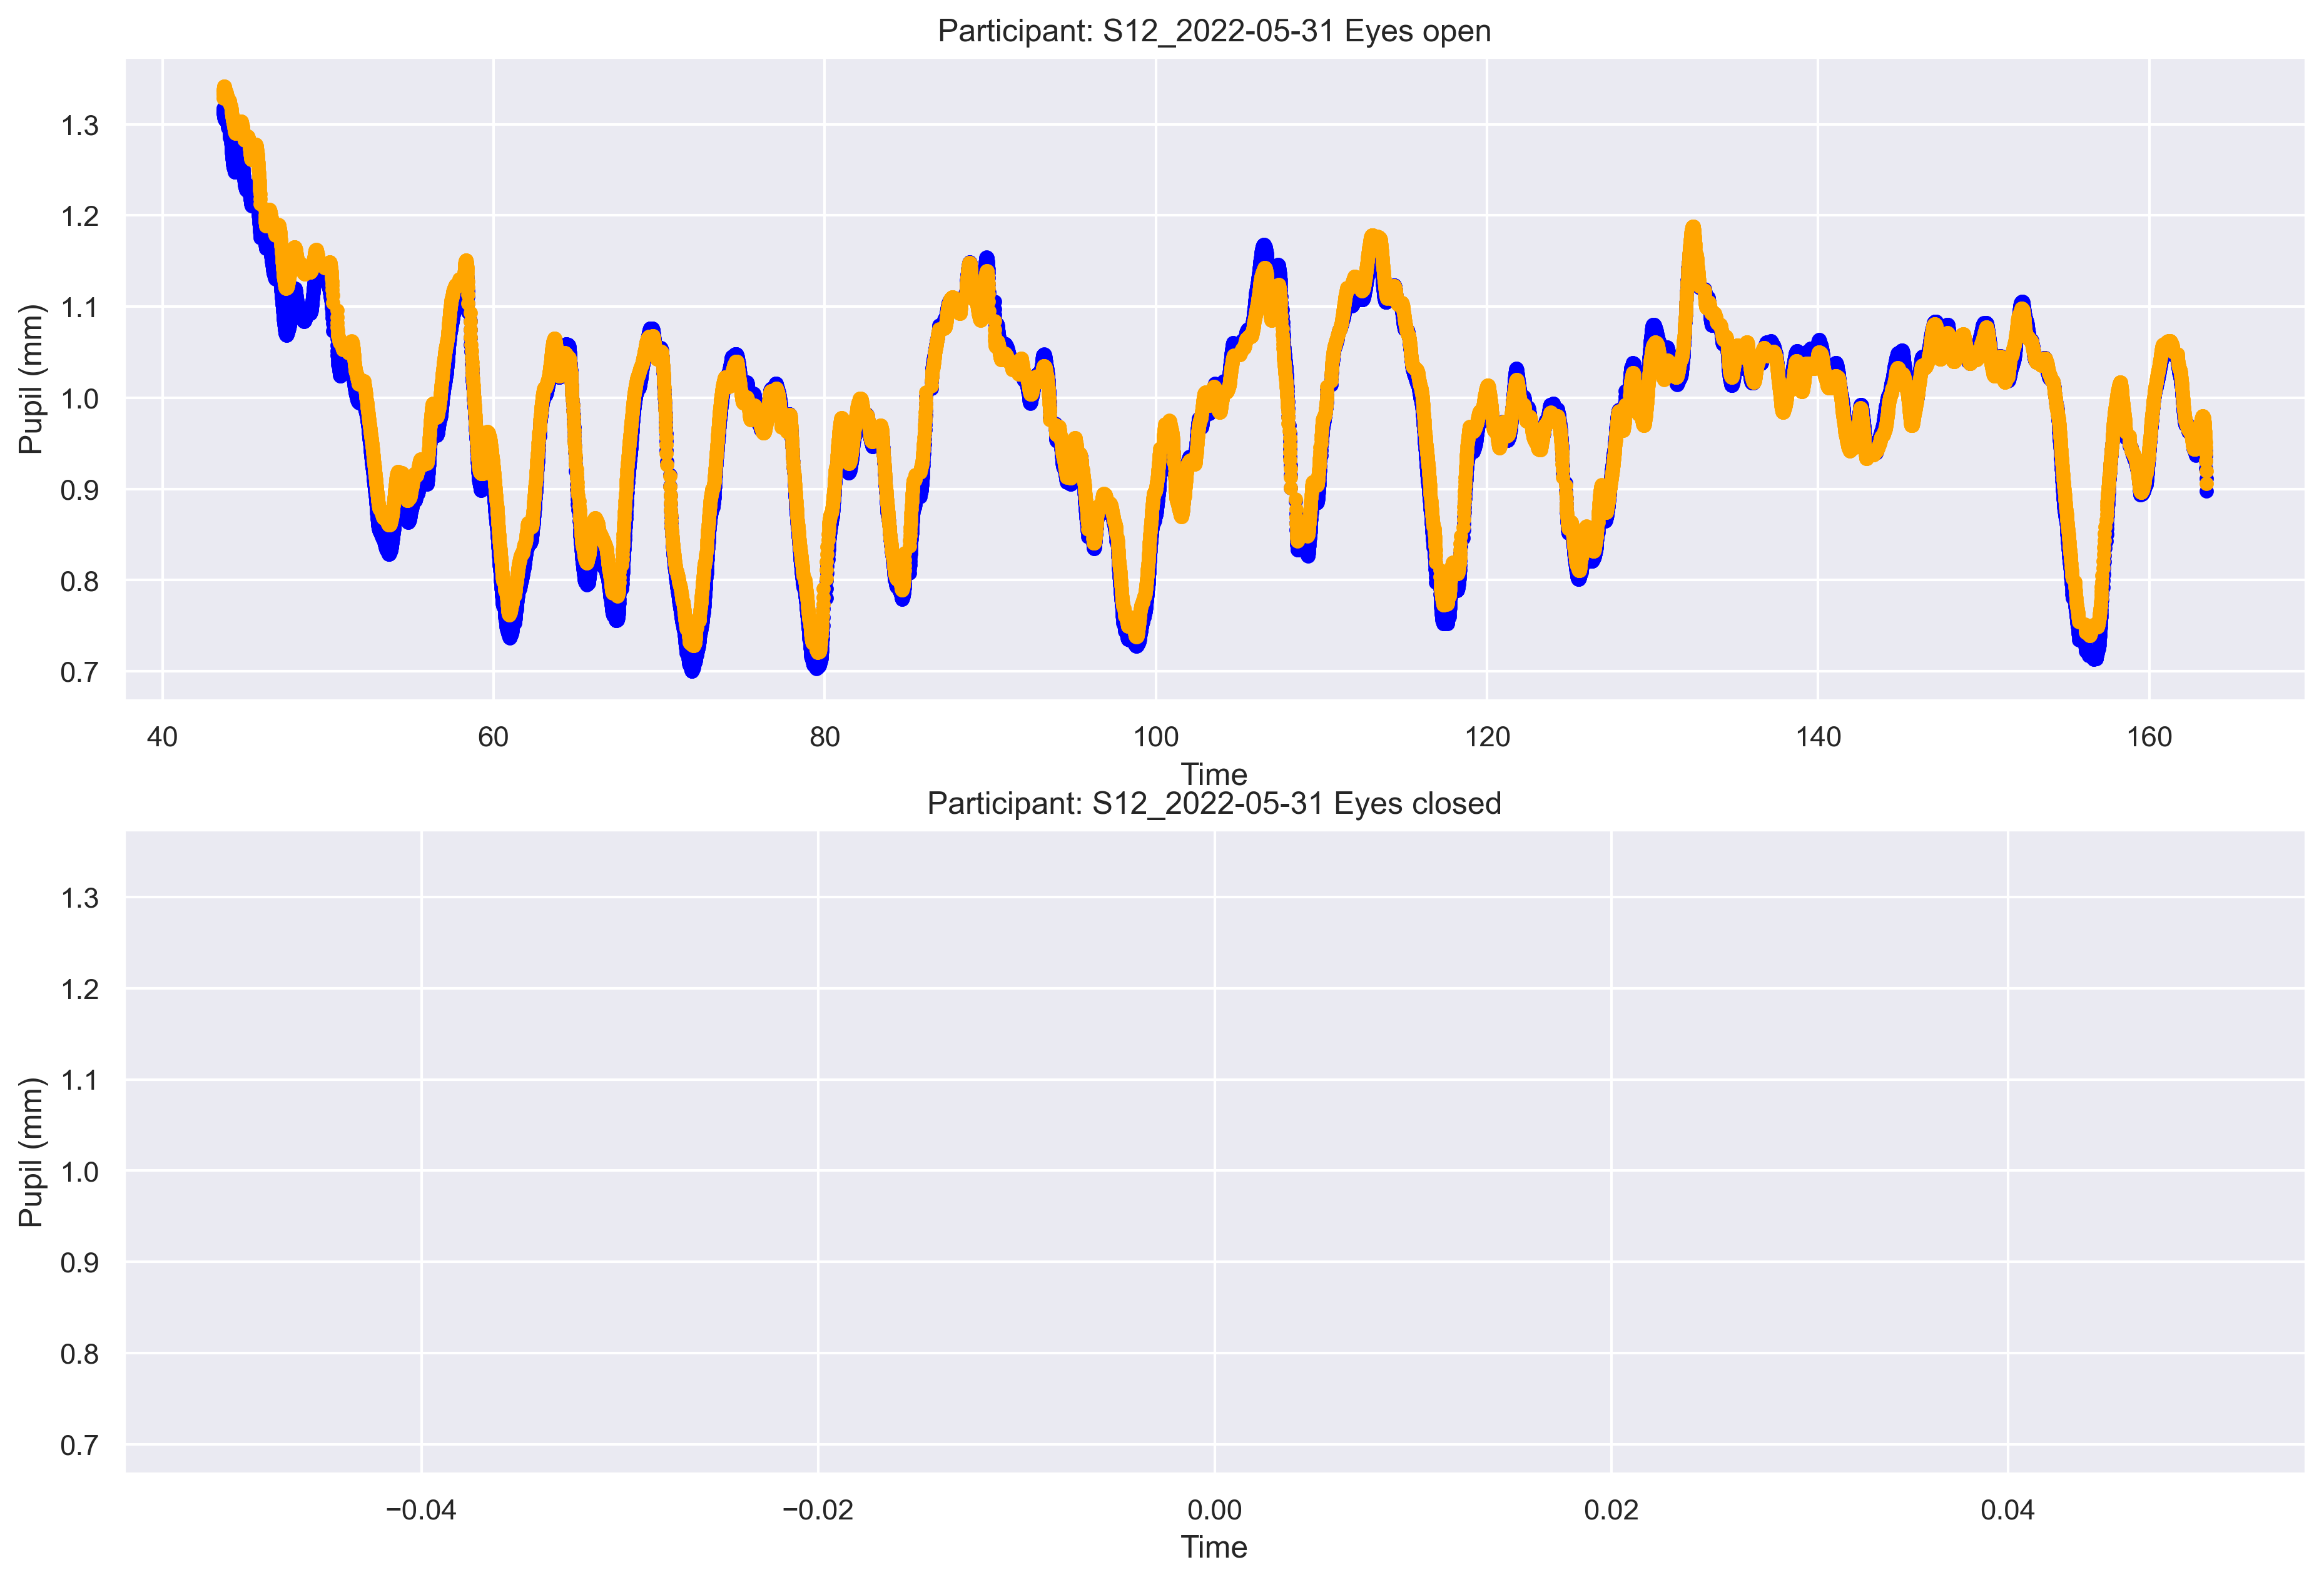 Participant: S12_2022-05-31 Eyes open
Pupil (mm)
1.3
1.2
1.1
1.0
0.9
0.8
0.7
40 60 80 100 120 140 160
Time
Participant: S12_2022-05-31 Eyes closed
Pupil (mm)
1.3
1.2
1.1
1.0
0.9
0.8
0.7
−0.04 −0.02 0.00 0.02 0.04
Time